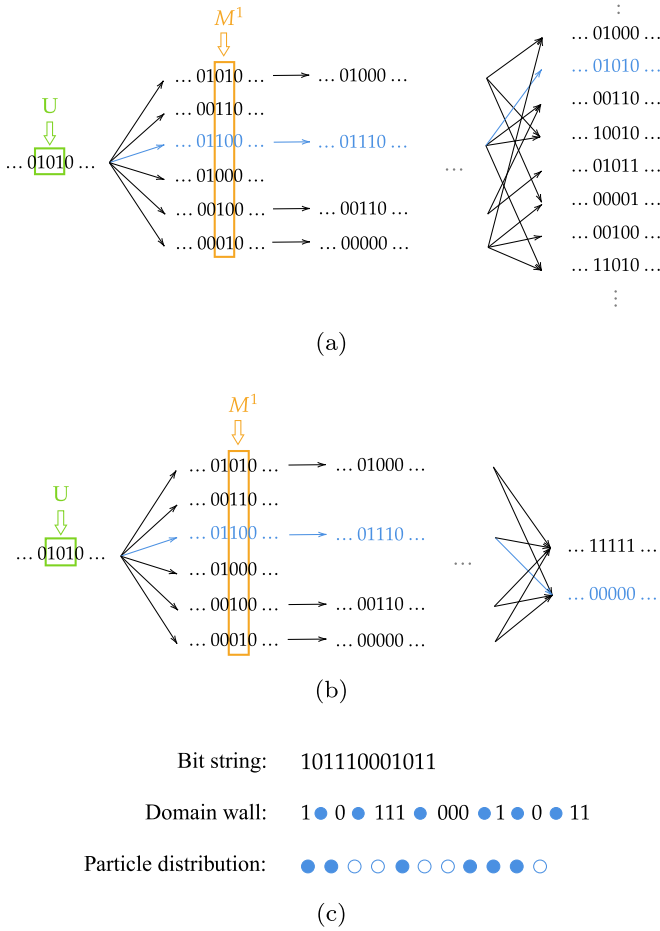 M¹
U
… 01010 …
… 01010 …
… 00110 …
… 01100 …
… 01000 …
… 00100 …
… 00010 …
… 01000 …
… 01110 …
… 00110 …
… 00000 …
…
⋮
… 01000 …
… 01010 …
… 00110 …
… 10010 …
… 01011 …
… 00001 …
… 00100 …
… 11010 …
⋮
(a)
M¹
U
… 01010 …
… 01010 …
… 00110 …
… 01100 …
… 01000 …
… 00100 …
… 00010 …
… 01000 …
… 01110 …
… 00110 …
… 00000 …
…
… 11111 …
… 00000 …
(b)
Bit string: 101110001011
Domain wall: 1 ● 0 ● 111 ● 000 ● 1 ● 0 ● 11
Particle distribution: ● ● ○ ○ ● ○ ○ ● ● ● ○
(c)